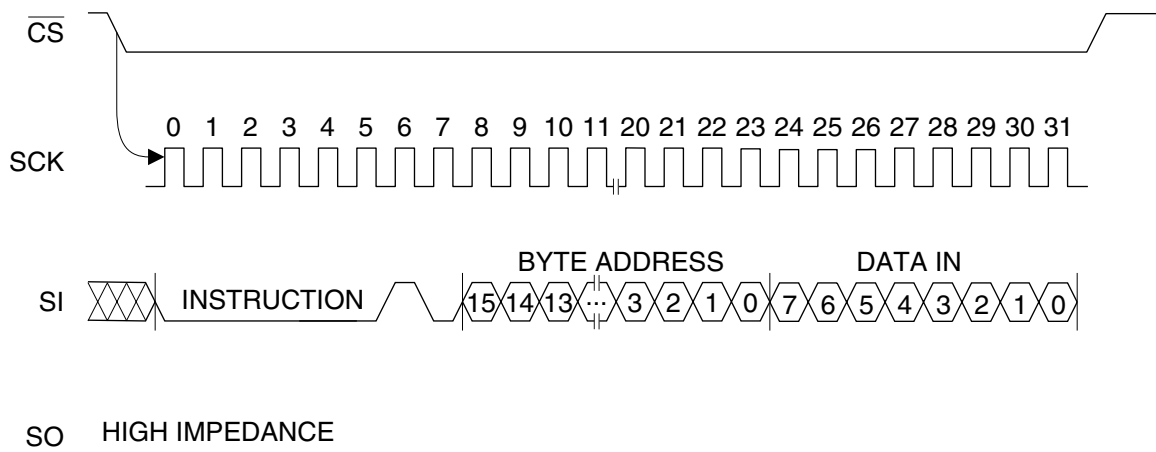 CS
0 1 2 3 4 5 6 7 8 9 10 11 20 21 22 23 24 25 26 27 28 29 30 31
SCK
BYTE ADDRESS DATA IN
SI INSTRUCTION 15 14 13 ... 3 2 1 0 7 6 5 4 3 2 1 0
SO HIGH IMPEDANCE